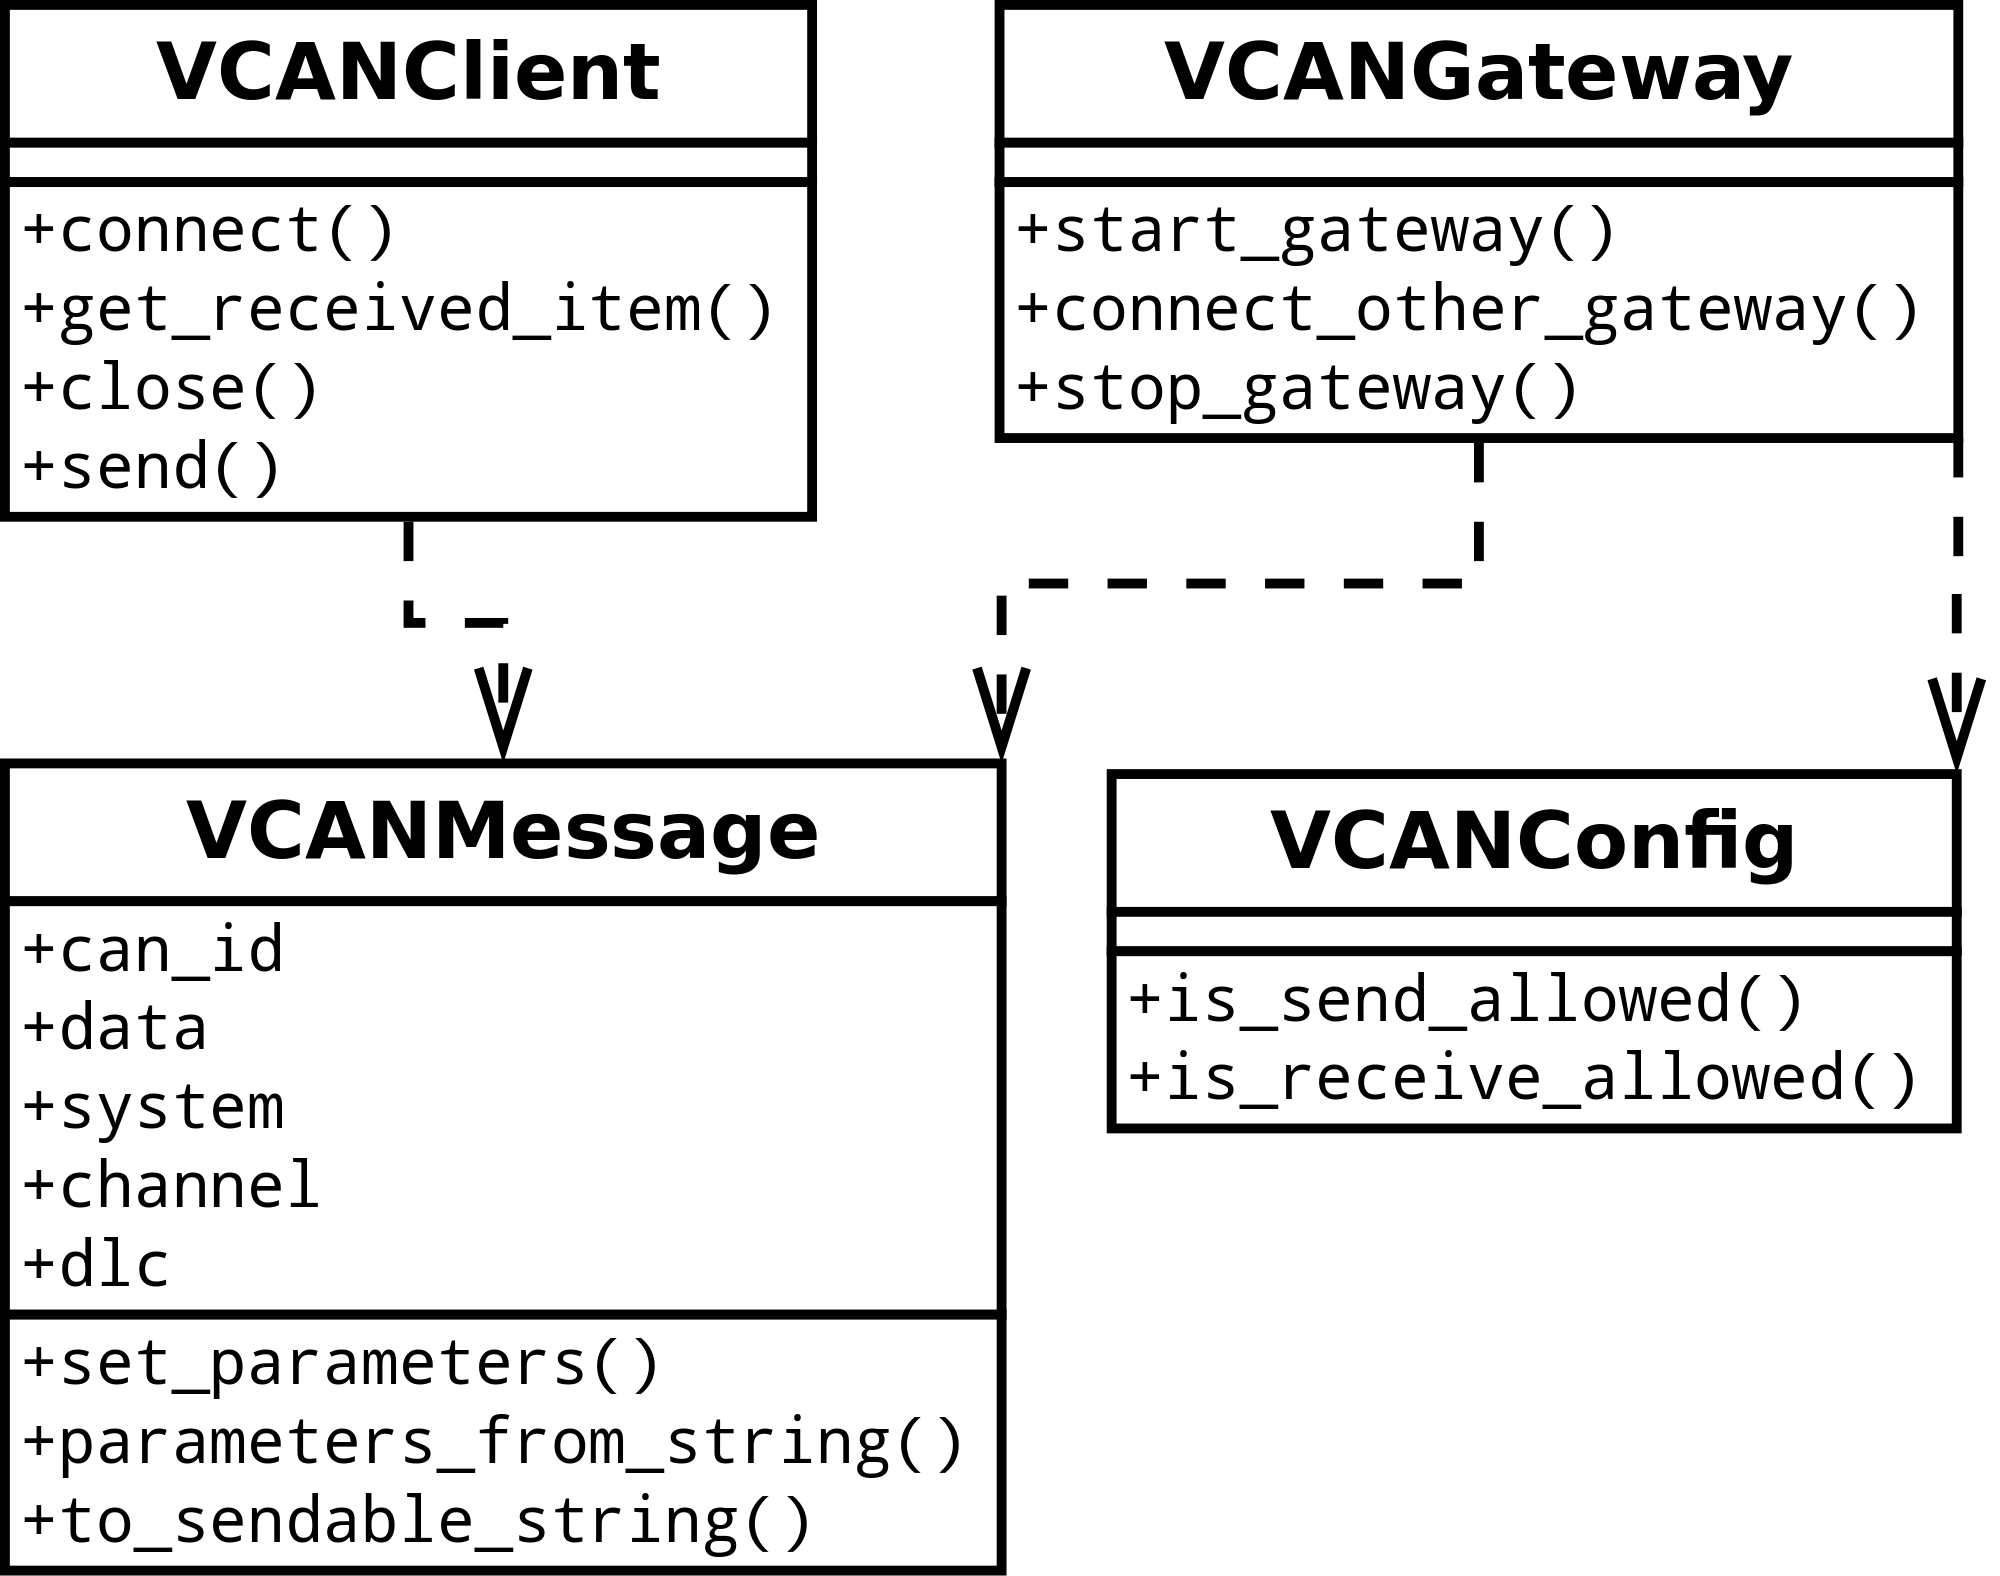 VCANClient
+connect()
+get_received_item()
+close()
+send()
VCANGateway
+start_gateway()
+connect_other_gateway()
+stop_gateway()
VCANMessage
+can_id
+data
+system
+channel
+dlc
+set_parameters()
+parameters_from_string()
+to_sendable_string()
VCANConfig
+is_send_allowed()
+is_receive_allowed()